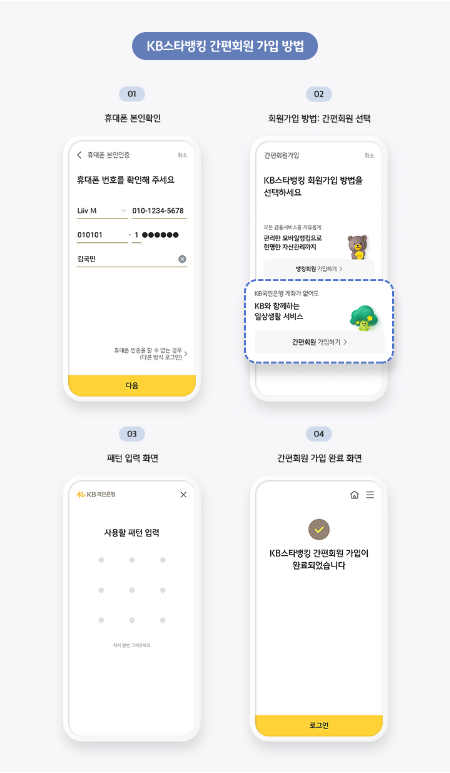 KB스타뱅킹 간편회원 가입 방법
01
휴대폰 본인확인
휴대폰 본인인증
취소
휴대폰 번호를 확인해 주세요
Liiv M
010-1234-5678
010101 - 1 ●●●●●●
김국민
휴대폰 인증을 할 수 없는 경우
(다른 방식 로그인)
다음
02
회원가입 방법: 간편회원 선택
간편회원가입
취소
KB스타뱅킹 회원가입 방법을
선택하세요
모든 금융서비스를 자유롭게
편리한 모바일뱅킹으로
현명한 자산관리까지
뱅킹회원 가입하기 >
KB국민은행 계좌가 없어도
KB와 함께하는
일상생활 서비스
간편회원 가입하기 >
03
패턴 입력 화면
KB국민은행
사용할 패턴 입력
다시 한번 그려주세요
04
간편회원 가입 완료 화면
KB스타뱅킹 간편회원 가입이
완료되었습니다
로그인